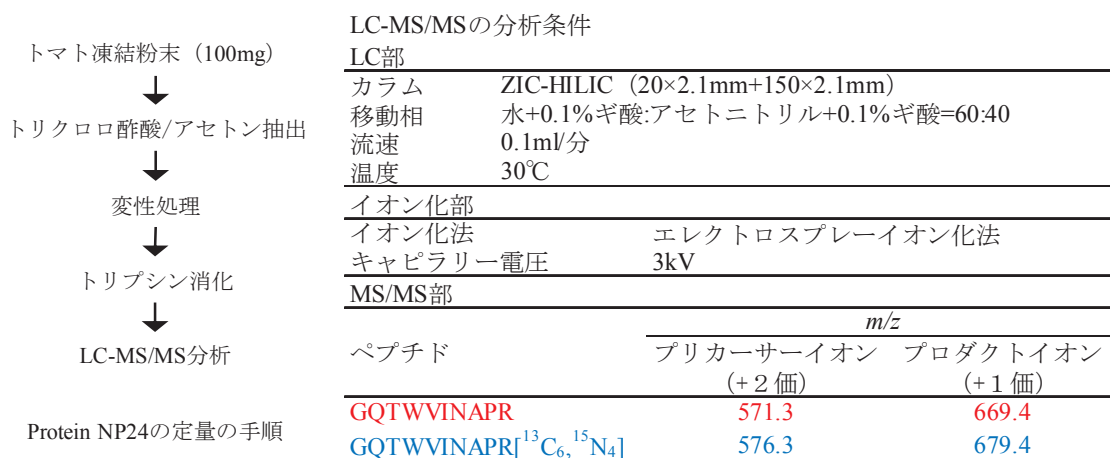 トマト凍結粉末（100mg）
トリクロロ酢酸/アセトン抽出
変性処理
トリプシン消化
LC-MS/MS分析
Protein NP24の定量の手順
LC-MS/MSの分析条件
LC部
カラム ZIC-HILIC（20×2.1mm+150×2.1mm）
移動相 水+0.1%ギ酸:アセトニトリル+0.1%ギ酸=60:40
流速 0.1ml/分
温度 30℃
イオン化部
イオン化法 エレクトロスプレーイオン化法
キャピラリー電圧 3kV
MS/MS部
m/z
ペプチド プリカーサーイオン プロダクトイオン
（+２価） （+１価）
GQTWVINAPR 571.3 669.4
GQTWVINAPR[¹³C₆,¹⁵N₄] 576.3 679.4